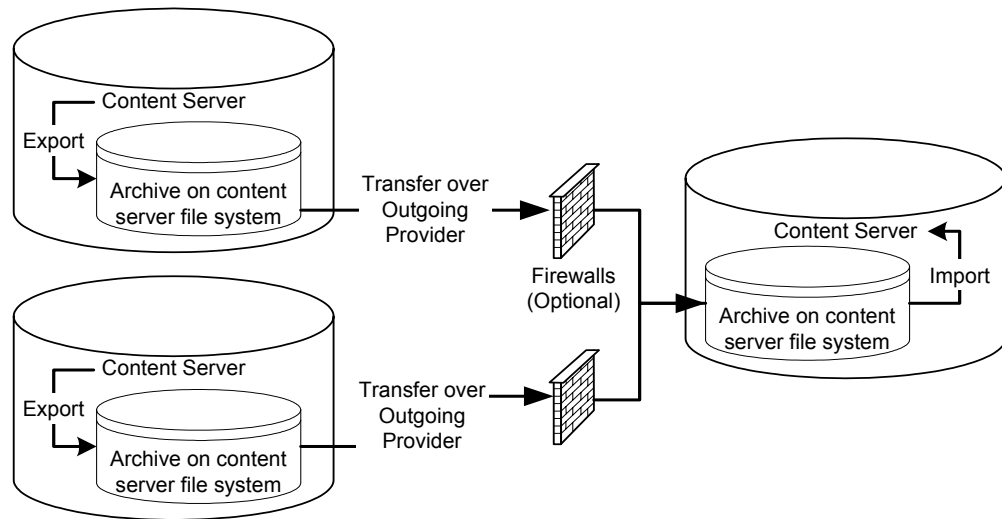 Content Server
Export
Archive on content
server file system
Transfer over
Outgoing
Provider
Firewalls
(Optional)
Content Server
Import
Archive on content
server file system
Content Server
Export
Archive on content
server file system
Transfer over
Outgoing
Provider